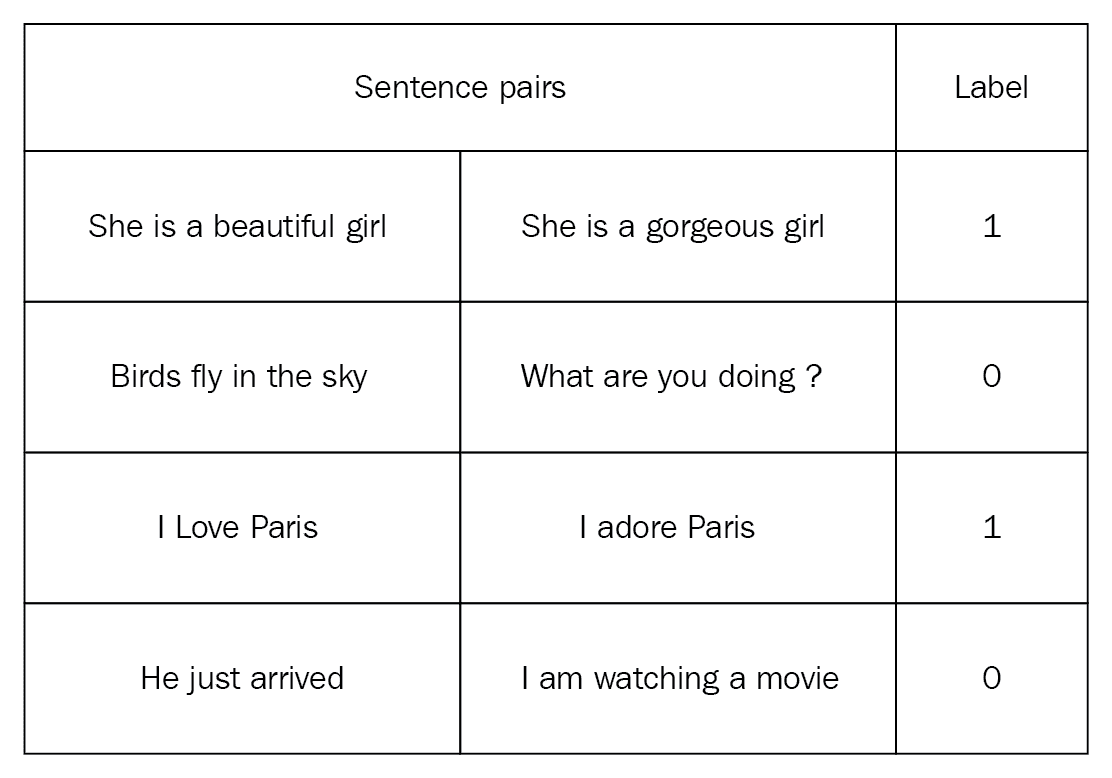 Sentence pairs Label
She is a beautiful girl She is a gorgeous girl 1
Birds fly in the sky What are you doing ? 0
I Love Paris I adore Paris 1
He just arrived I am watching a movie 0